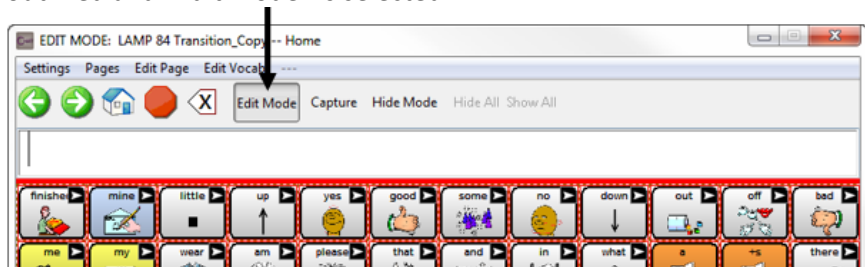 EDIT MODE: LAMP 84 Transition_Copy -- Home
Settings Pages Edit Page Edit Vocab ---
X Edit Mode Capture Hide Mode Hide All Show All
finished mine little up yes good some no down out off bad
me my wear am please that and in what a +s there